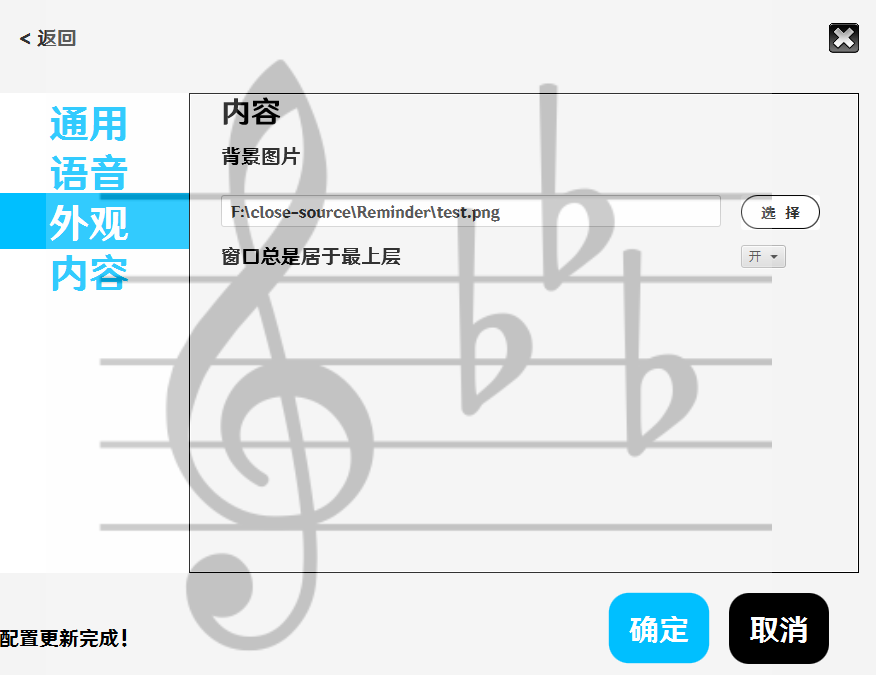 < 返回
通用
语音
外观
内容
内容
背景图片
F:\close-source\Reminder\test.png
选 择
窗口总是居于最上层
开
配置更新完成!
确定
取消